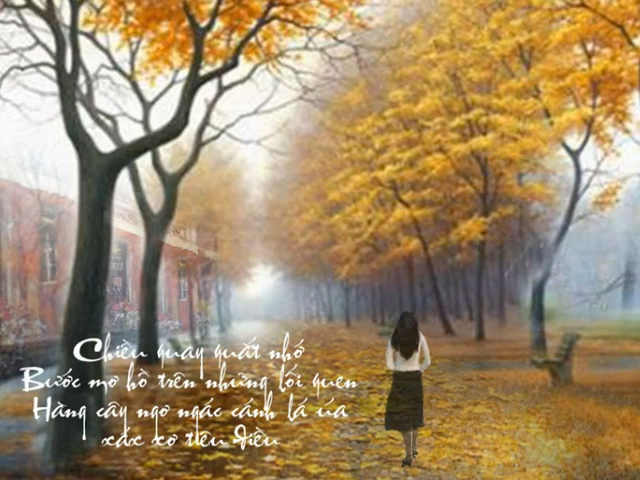 Chiều quay quắt nhớ
Bước mơ hồ trên những lối quen
Hàng cây ngơ ngác cánh lá úa
xác xơ tiêu điều